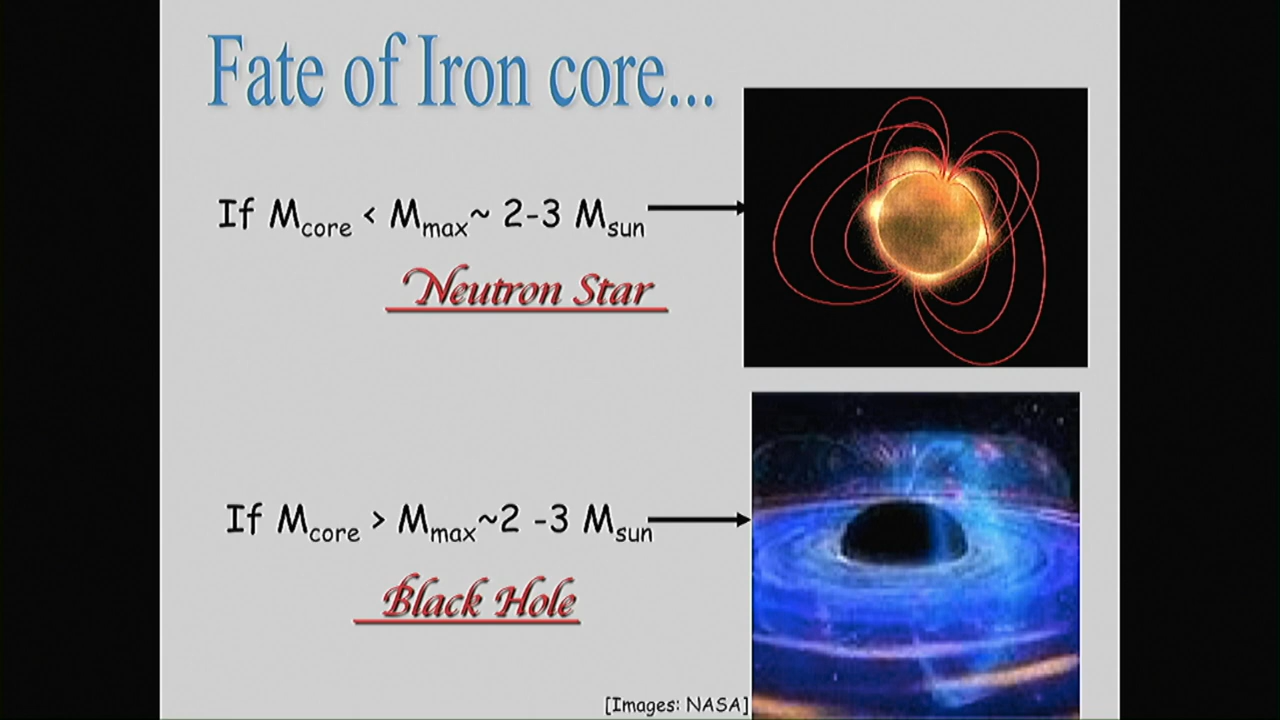 Fate of Iron core...
If Mcore < Mmax~ 2-3 Msun
Neutron Star
If Mcore > Mmax~2 -3 Msun
Black Hole
[Images: NASA]